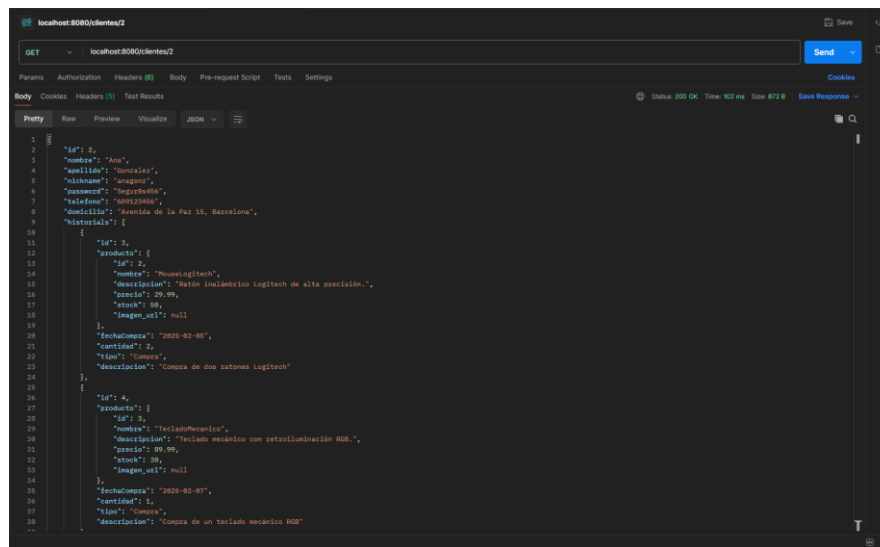 localhost:8080/clientes/2
Save
GET localhost:8080/clientes/2
Send
Params Authorization Headers (6) Body Pre-request Script Tests Settings Cookies
Body Cookies Headers (5) Test Results Status: 200 OK Time: 102 ms Size: 872 B Save Response
Pretty Raw Preview Visualize JSON
1 {
2 "id": 2,
3 "nombre": "Ana",
4 "apellido": "Gonzalez",
5 "nickname": "anagonz",
6 "password": "Segur0s456",
7 "telefono": "609123456",
8 "domicilio": "Avenida de la Paz 15, Barcelona",
9 "historials": [
10 {
11 "id": 3,
12 "producto": {
13 "id": 2,
14 "nombre": "MouseLogitech",
15 "descripcion": "Ratón inalámbrico Logitech de alta precisión.",
16 "precio": 29.99,
17 "stock": 50,
18 "imagen_url": null
19 },
20 "fechaCompra": "2025-02-05",
21 "cantidad": 2,
22 "tipo": "Compra",
23 "descripcion": "Compra de dos ratones Logitech"
24 },
25 {
26 "id": 4,
27 "producto": {
28 "id": 3,
29 "nombre": "TecladoMecanico",
30 "descripcion": "Teclado mecánico con retroiluminación RGB.",
31 "precio": 89.99,
32 "stock": 30,
33 "imagen_url": null
34 },
35 "fechaCompra": "2025-02-07",
36 "cantidad": 1,
37 "tipo": "Compra",
38 "descripcion": "Compra de un teclado mecánico RGB"